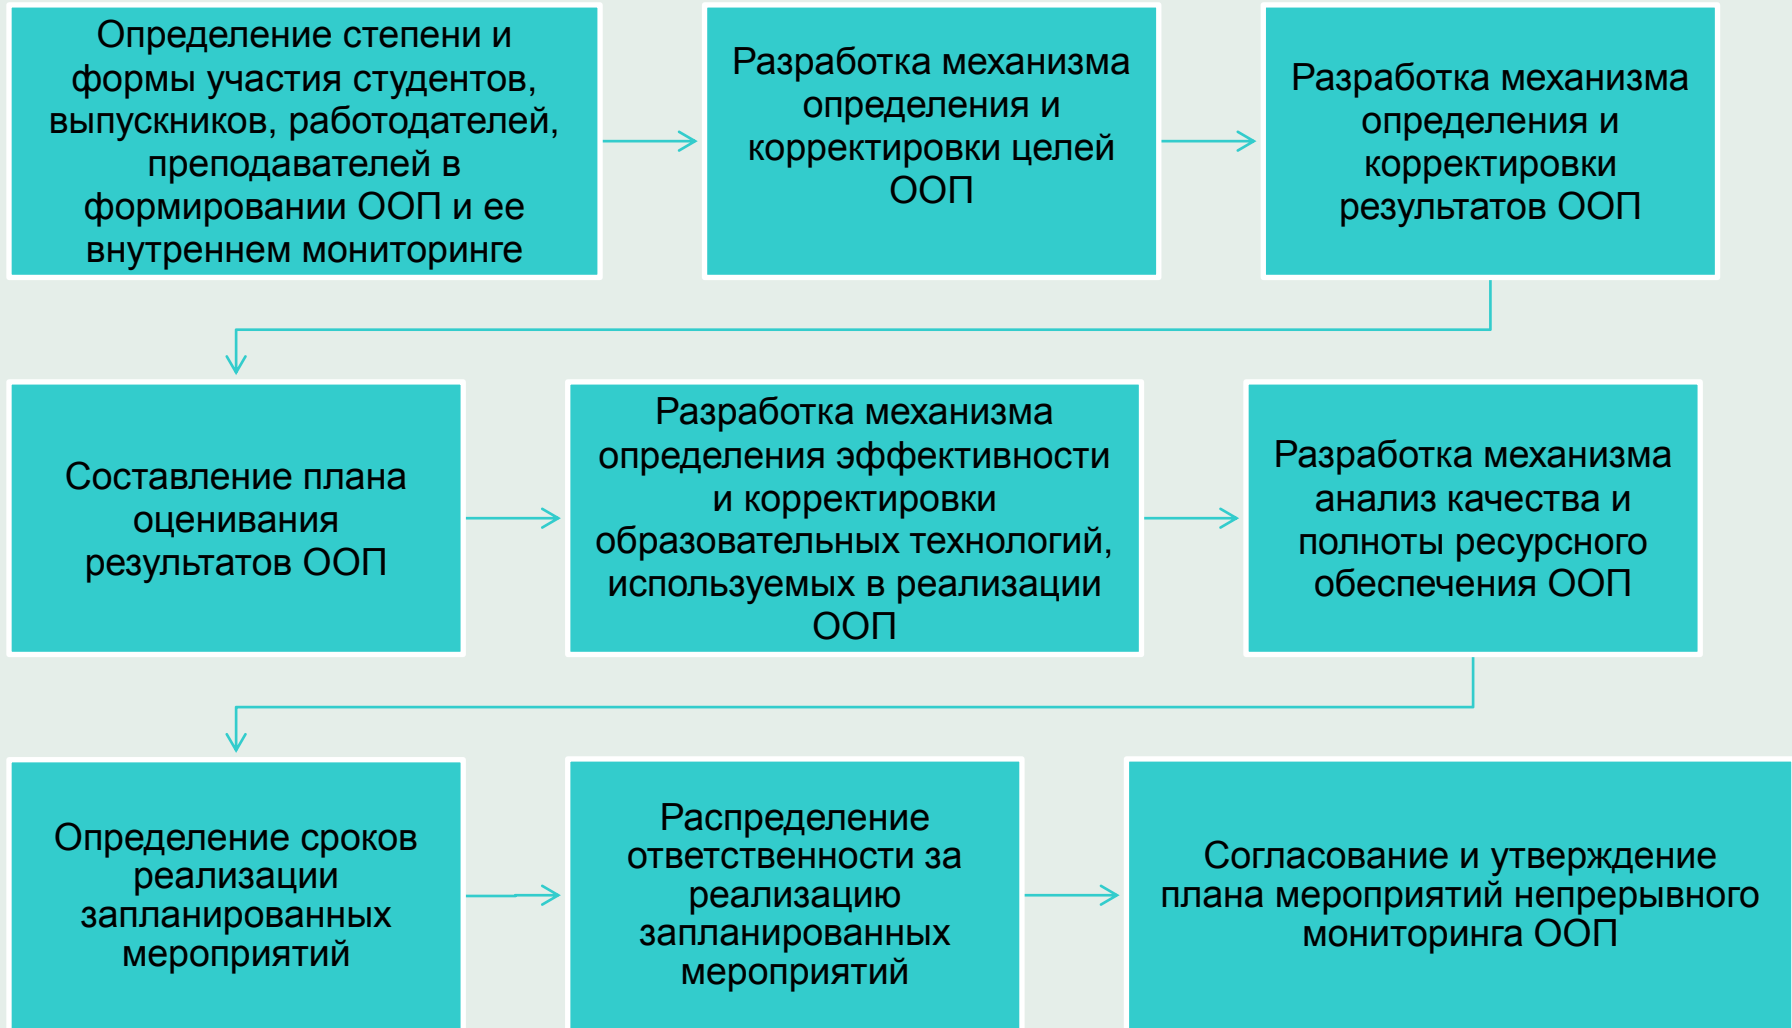 Определение степени и
формы участия студентов,
выпускников, работодателей,
преподавателей в
формировании ООП и ее
внутреннем мониторинге
Разработка механизма
определения и
корректировки целей
ООП
Разработка механизма
определения и
корректировки
результатов ООП
Составление плана
оценивания
результатов ООП
Разработка механизма
определения эффективности
и корректировки
образовательных технологий,
используемых в реализации
ООП
Разработка механизма
анализ качества и
полноты ресурсного
обеспечения ООП
Определение сроков
реализации
запланированных
мероприятий
Распределение
ответственности за
реализацию
запланированных
мероприятий
Согласование и утверждение
плана мероприятий непрерывного
мониторинга ООП